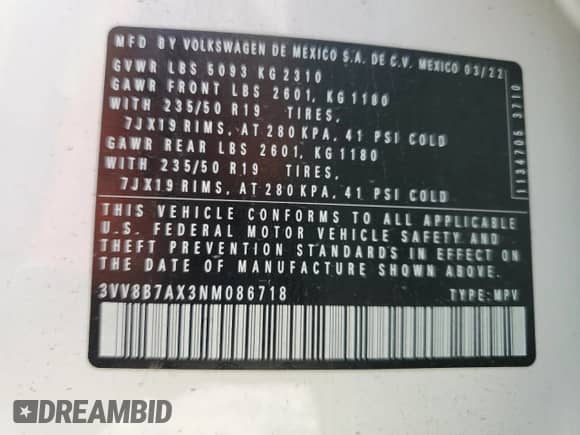 MFD BY VOLKSWAGEN DE MEXICO S.A. DE C.V. MEXICO 03/22
GVWR LBS 5093 KG 2310
GAWR FRONT LBS 2601, KG 1180
WITH 235/50 R19 TIRES,
7JX19 RIMS, AT 280 KPA, 41 PSI COLD
GAWR REAR LBS 2601, KG 1180
WITH 235/50 R19 TIRES,
7JX19 RIMS, AT 280 KPA, 41 PSI COLD
THIS VEHICLE CONFORMS TO ALL APPLICABLE
U.S. FEDERAL MOTOR VEHICLE SAFETY AND
THEFT PREVENTION STANDARDS IN EFFECT ON
THE DATE OF MANUFACTURE SHOWN ABOVE.
3VV8B7AX3NM086718 TYPE: MPV
1134705 3710
DREAMBID